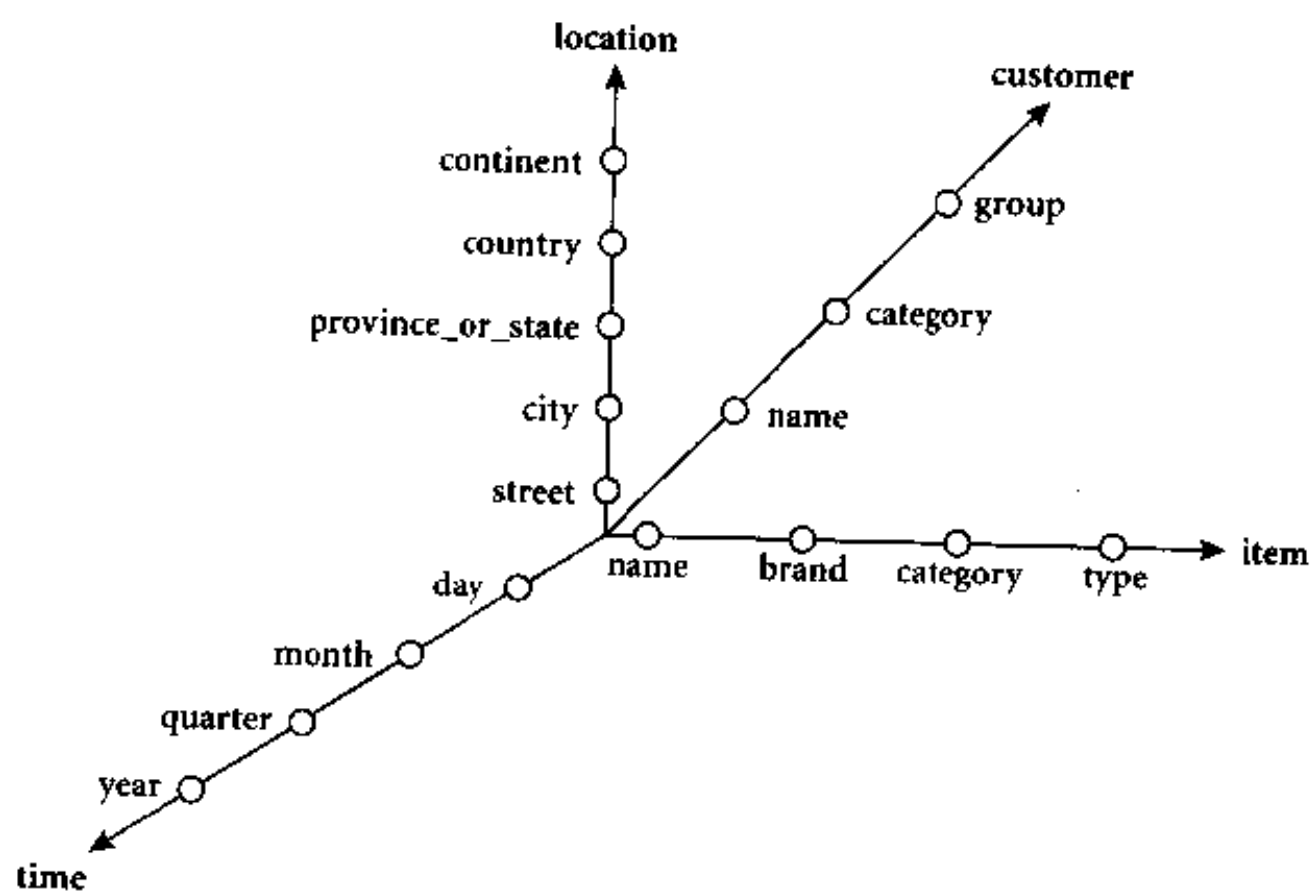 location
customer
continent
group
country
category
province_or_state
city
name
street
name
brand
category
type
item
day
month
quarter
year
time